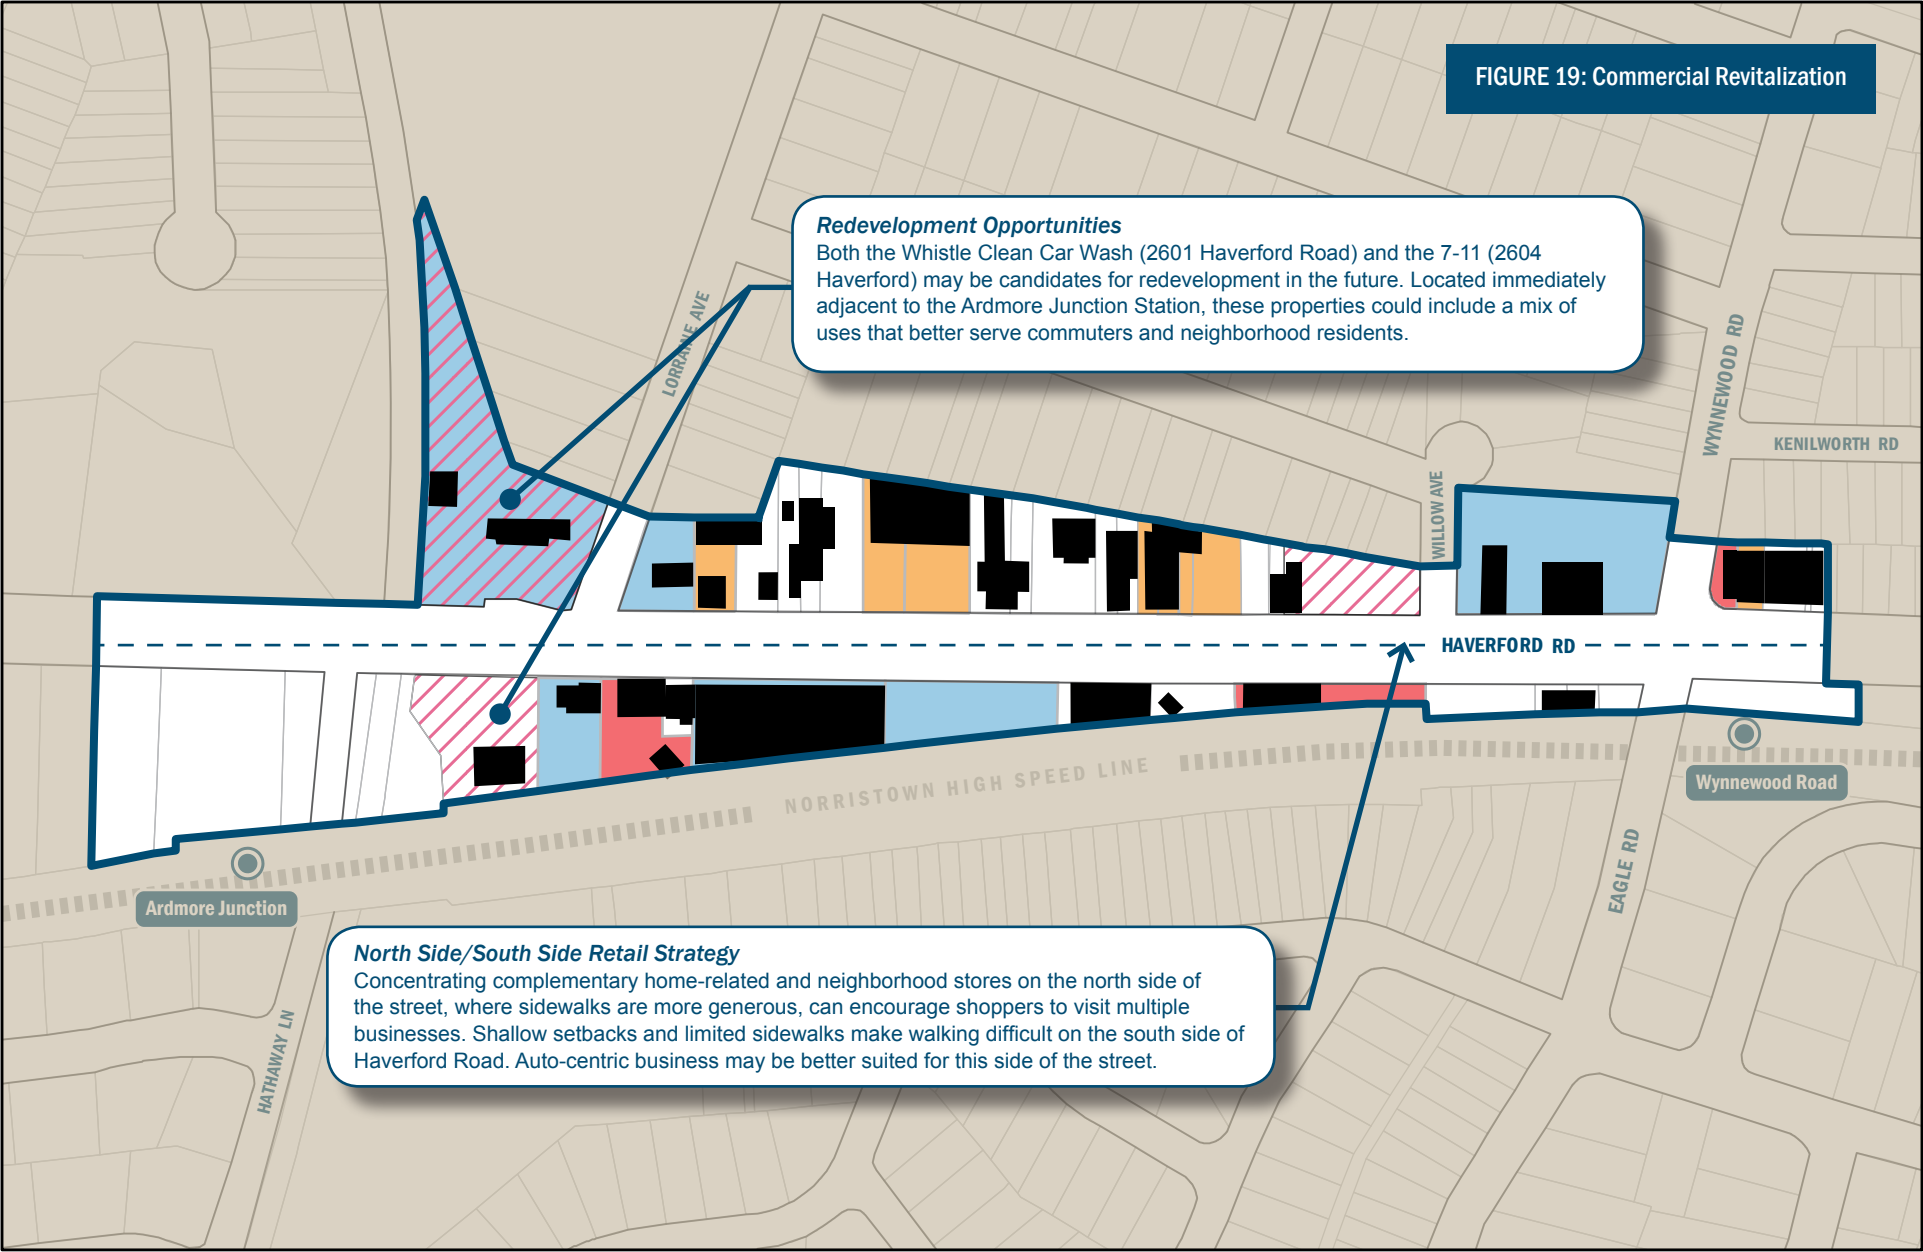 FIGURE 19: Commercial Revitalization
Redevelopment Opportunities
Both the Whistle Clean Car Wash (2601 Haverford Road) and the 7-11 (2604
Haverford) may be candidates for redevelopment in the future. Located immediately
adjacent to the Ardmore Junction Station, these properties could include a mix of
uses that better serve commuters and neighborhood residents.
LORRAINE AVE
WYNNEWOOD RD
KENILWORTH RD
WILLOW AVE
HAVERFORD RD
NORRISTOWN HIGH SPEED LINE
Wynnewood Road
EAGLE RD
Ardmore Junction
HATHAWAY LN
North Side/South Side Retail Strategy
Concentrating complementary home-related and neighborhood stores on the north side of
the street, where sidewalks are more generous, can encourage shoppers to visit multiple
businesses. Shallow setbacks and limited sidewalks make walking difficult on the south side of
Haverford Road. Auto-centric business may be better suited for this side of the street.